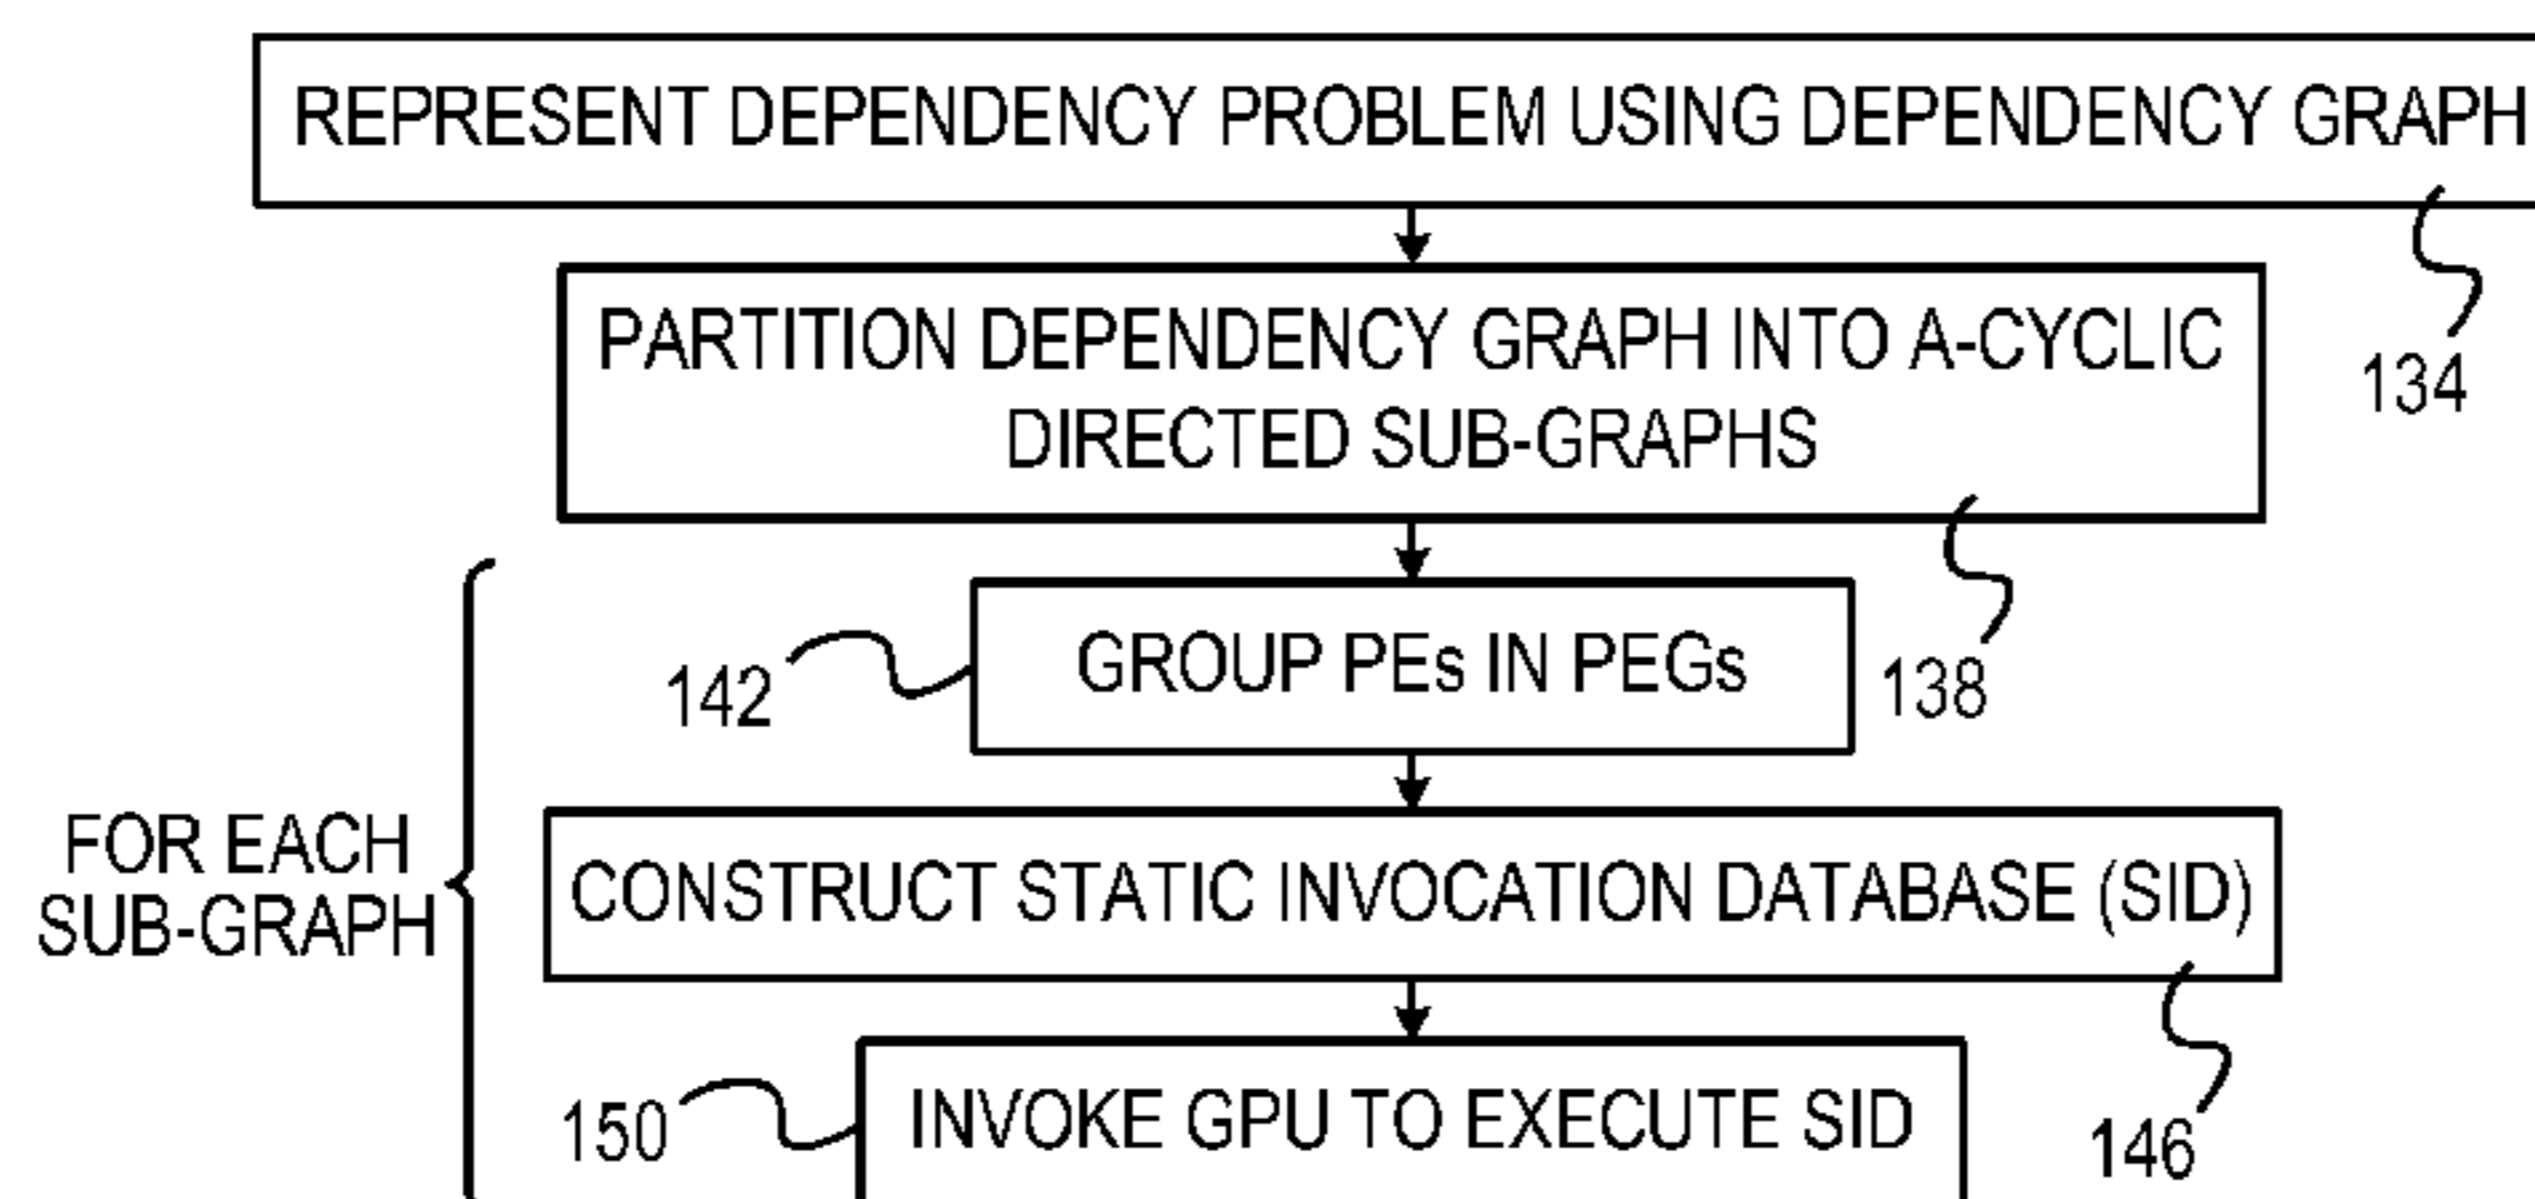 REPRESENT DEPENDENCY PROBLEM USING DEPENDENCY GRAPH
134
PARTITION DEPENDENCY GRAPH INTO A-CYCLIC
DIRECTED SUB-GRAPHS
138
GROUP PEs IN PEGs
142
FOR EACH
SUB-GRAPH
CONSTRUCT STATIC INVOCATION DATABASE (SID)
146
INVOKE GPU TO EXECUTE SID
150